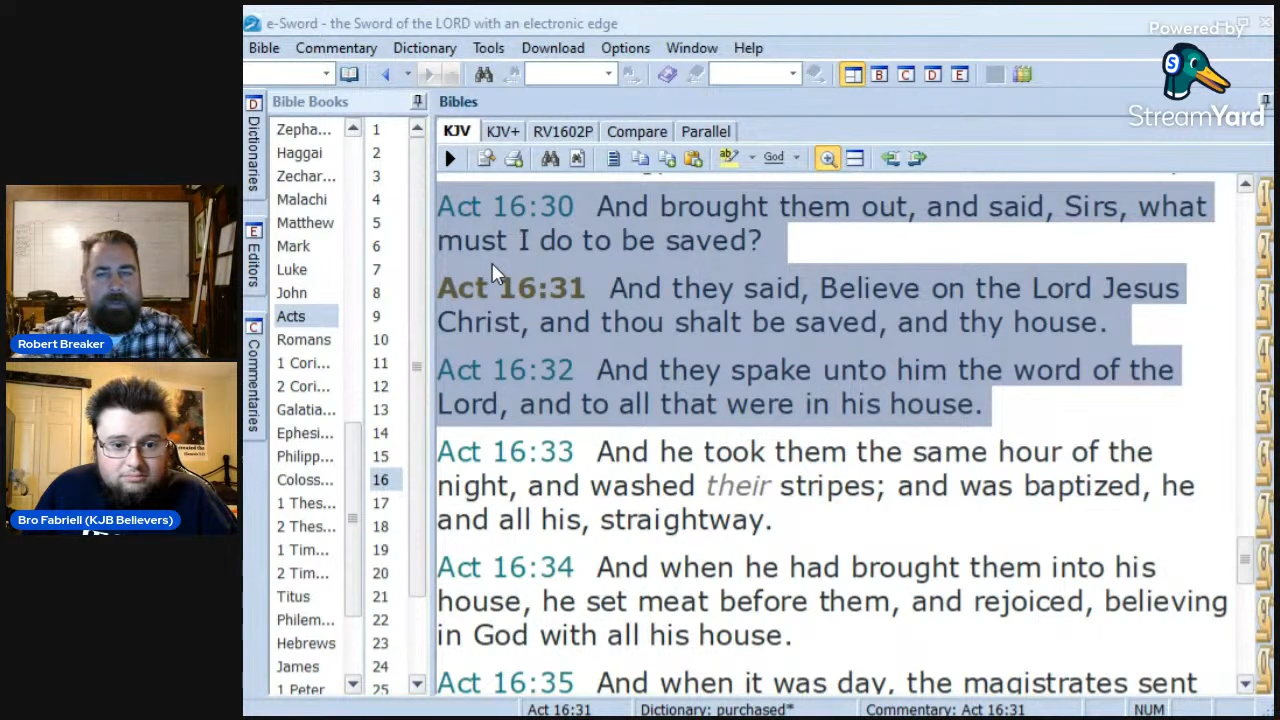 e-Sword - the Sword of the LORD with an electronic edge
Powered by
StreamYard
Bible Commentary Dictionary Tools Download Options Window Help
B C D E
Bible Books
Bibles
D Dictionaries
E Editors
C Commentaries
KJV KJV+ RV1602P Compare Parallel
God
Zepha... 1
Haggai 2
Zechar... 3
Malachi 4
Matthew 5
Mark 6
Luke 7
John 8
Acts 9
Romans 10
1 Cori... 11
2 Cori... 12
Galatia... 13
Ephesi... 14
Philipp... 15
Coloss... 16
1 Thes... 17
2 Thes... 18
1 Tim... 19
2 Tim... 20
Titus 21
Philem... 22
Hebrews 23
James 24
1 Peter 25
Act 16:30 And brought them out, and said, Sirs, what
must I do to be saved?
Act 16:31 And they said, Believe on the Lord Jesus
Christ, and thou shalt be saved, and thy house.
Act 16:32 And they spake unto him the word of the
Lord, and to all that were in his house.
Act 16:33 And he took them the same hour of the
night, and washed their stripes; and was baptized, he
and all his, straightway.
Act 16:34 And when he had brought them into his
house, he set meat before them, and rejoiced, believing
in God with all his house.
Act 16:35 And when it was day, the magistrates sent
Act 16:31 Dictionary: purchased* Commentary: Act 16:31 NUM
Robert Breaker
Bro Fabriell (KJB Believers)